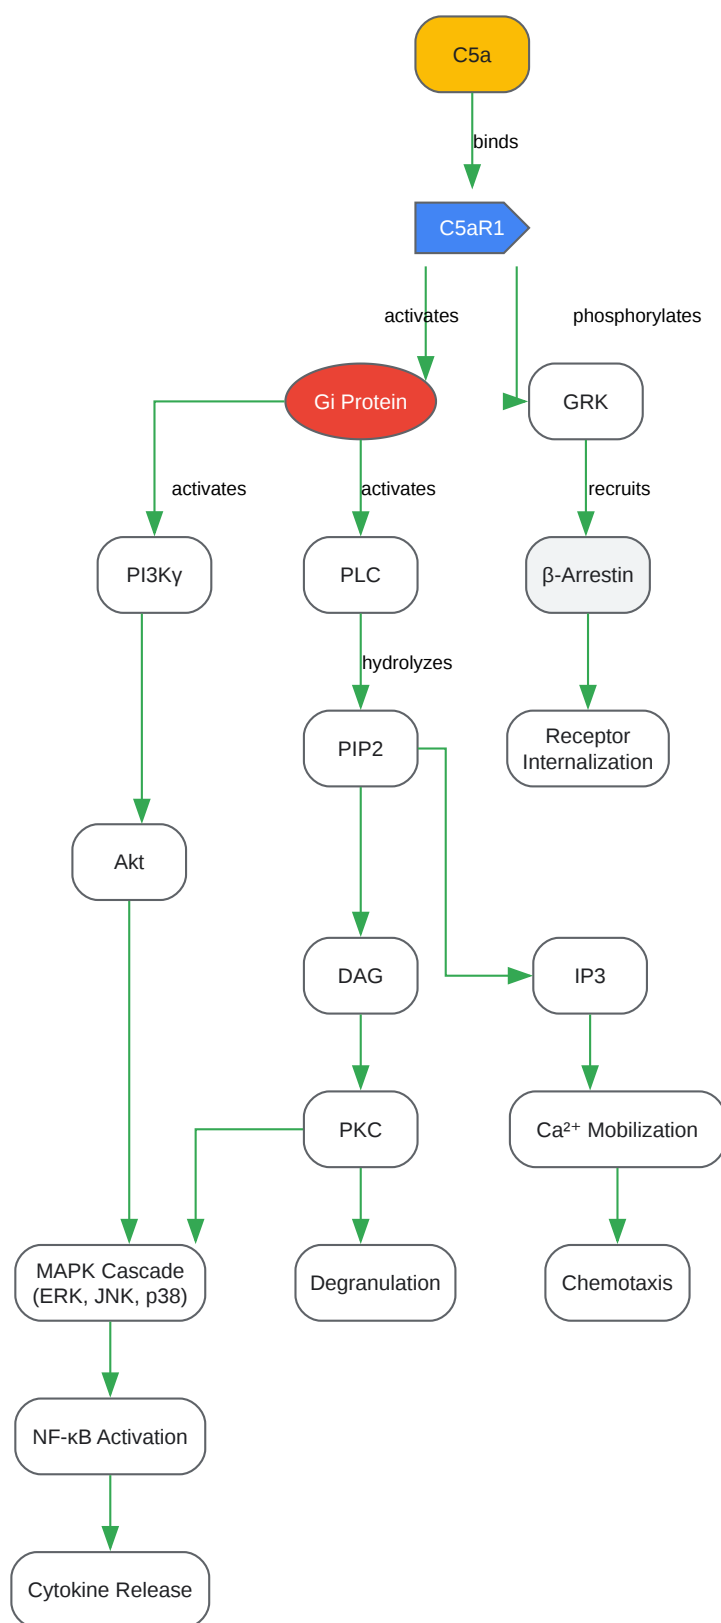 C5a
binds
C5aR1
activates
phosphorylates
Gi Protein
GRK
activates
activates
recruits
PI3Kγ
PLC
β-Arrestin
hydrolyzes
PIP2
Receptor
Internalization
Akt
DAG
IP3
PKC
Ca²⁺ Mobilization
MAPK Cascade
(ERK, JNK, p38)
Degranulation
Chemotaxis
NF-κB Activation
Cytokine Release